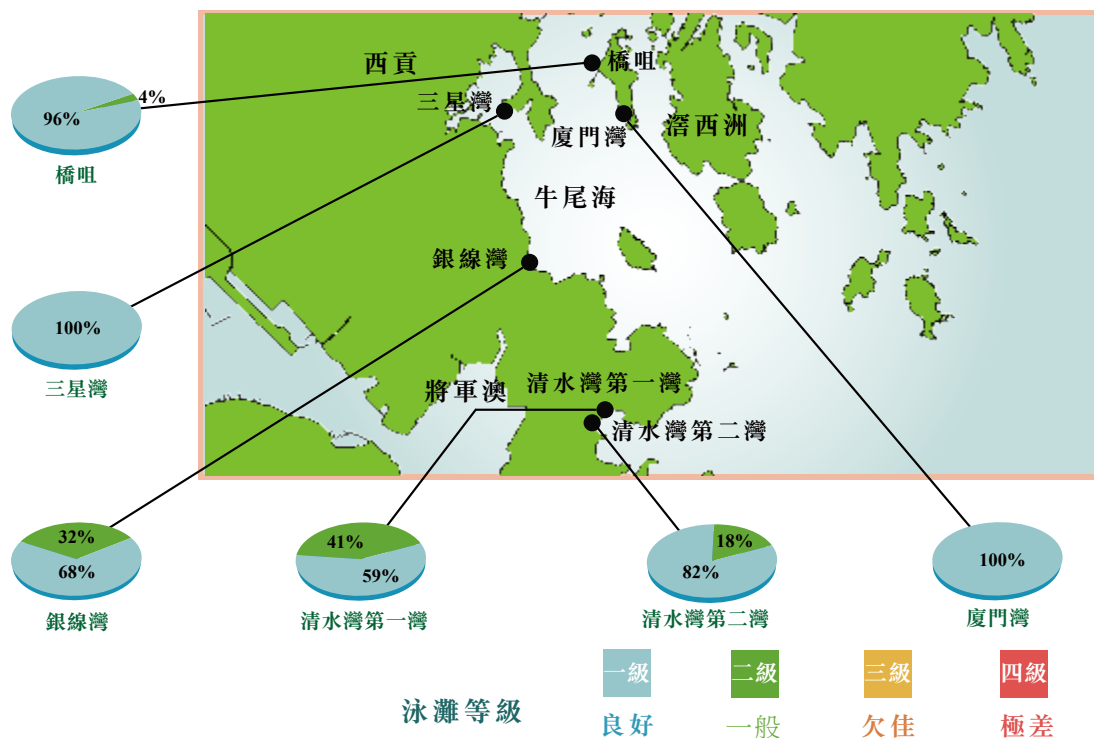 西貢
橋咀
4%
96%
三星灣
滘西洲
廈門灣
橋咀
牛尾海
銀線灣
100%
三星灣
將軍澳
清水灣第一灣
清水灣第二灣
32%
68%
銀線灣
41%
59%
清水灣第一灣
18%
82%
清水灣第二灣
100%
廈門灣
一級
二級
三級
四級
泳灘等級
良好
一般
欠佳
極差